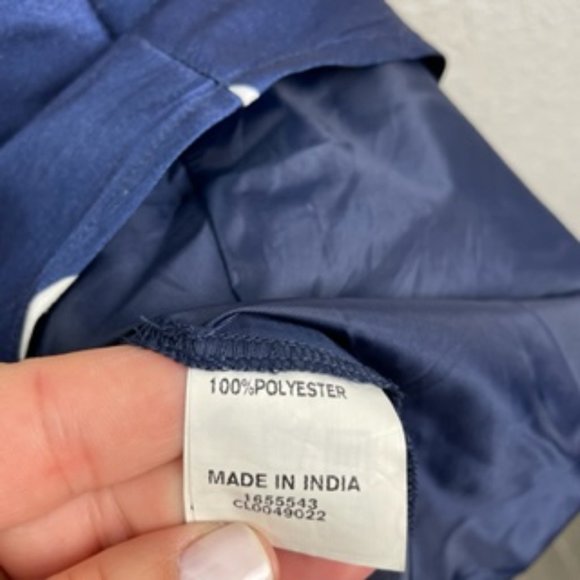 100%POLYESTER
MADE IN INDIA
1655543
CL0049022